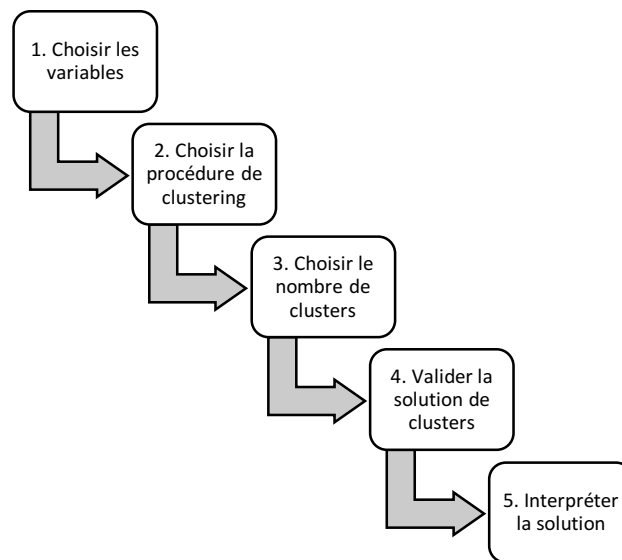 1. Choisir les
variables
2. Choisir la
procédure de
clustering
3. Choisir le
nombre de
clusters
4. Valider la
solution de
clusters
5. Interpréter
la solution